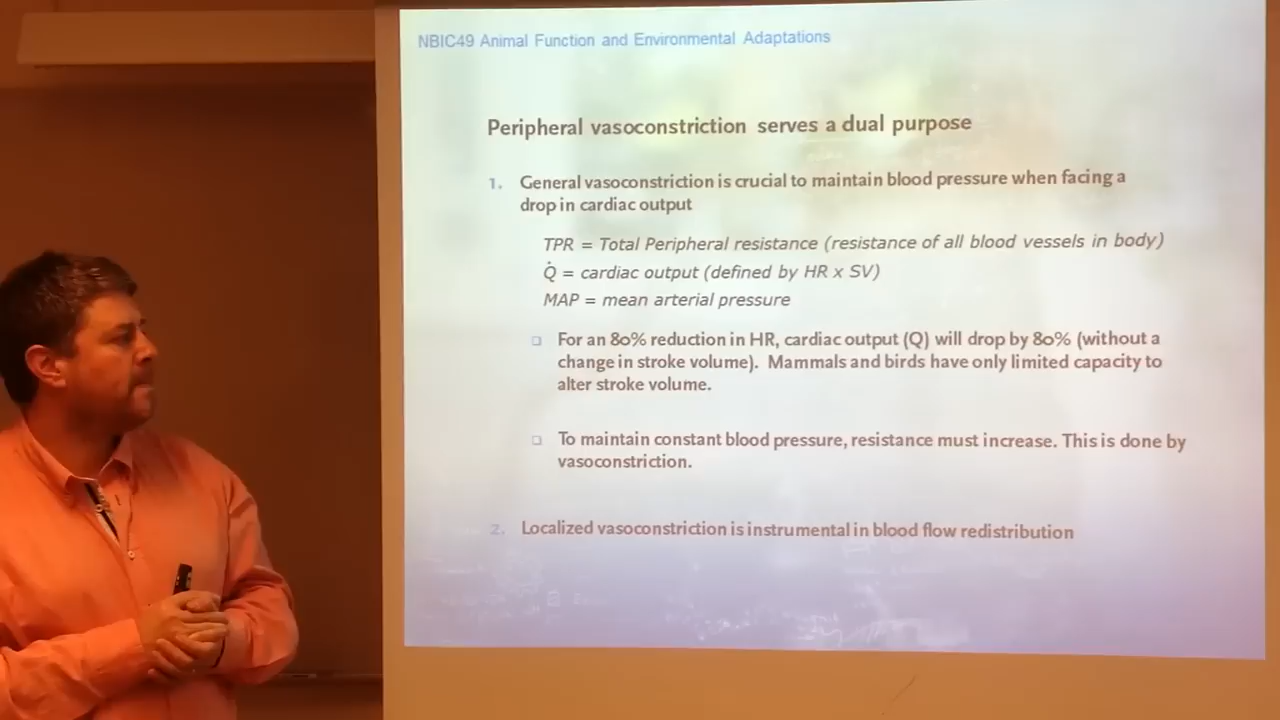 NBIC49 Animal Function and Environmental Adaptations
Peripheral vasoconstriction serves a dual purpose
1. General vasoconstriction is crucial to maintain blood pressure when facing a
drop in cardiac output
TPR = Total Peripheral resistance (resistance of all blood vessels in body)
Q̇ = cardiac output (defined by HR x SV)
MAP = mean arterial pressure
For an 80% reduction in HR, cardiac output (Q) will drop by 80% (without a
change in stroke volume). Mammals and birds have only limited capacity to
alter stroke volume.
To maintain constant blood pressure, resistance must increase. This is done by
vasoconstriction.
2. Localized vasoconstriction is instrumental in blood flow redistribution